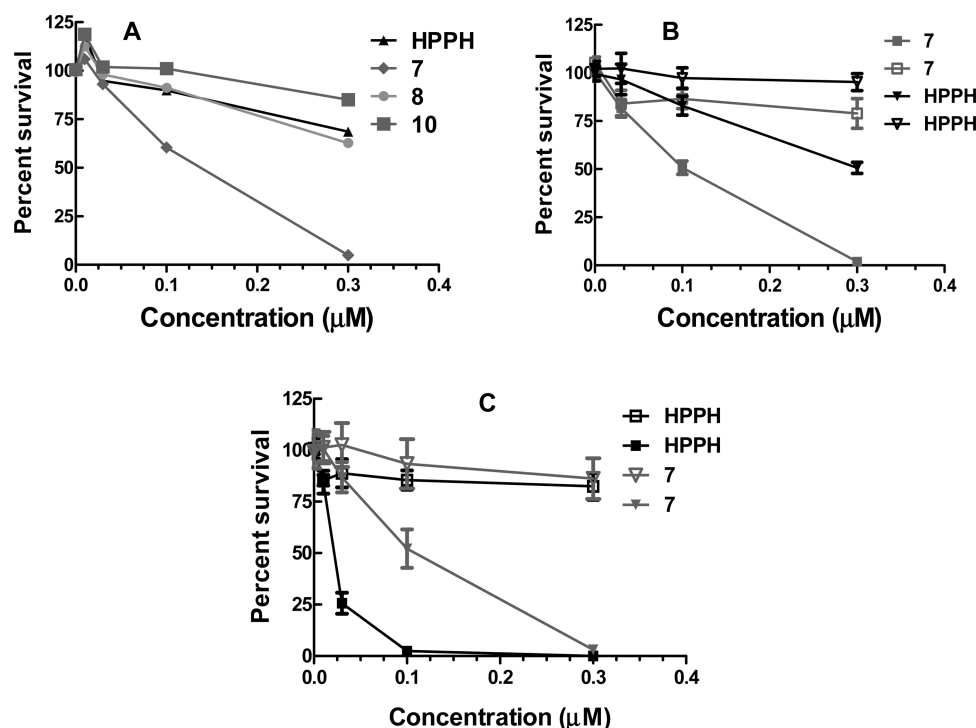 A
Percent survival
125
100
75
50
25
0
0.0
0.1
0.2
0.3
0.4
Concentration (μM)
HPPH
7
8
10
B
Percent survival
125
100
75
50
25
0
0.0
0.1
0.2
0.3
0.4
Concentration (μM)
7
7
HPPH
HPPH
C
Percent survival
125
100
75
50
25
0
0.0
0.1
0.2
0.3
0.4
Concentration (μM)
HPPH
HPPH
7
7